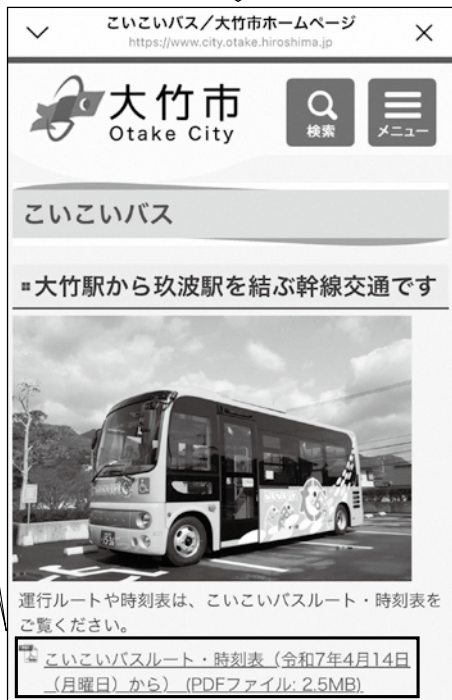 こいこいバス/大竹市ホームページ
https://www.city.otake.hiroshima.jp
大竹市
Otake City
検索
メニュー
こいこいバス
大竹駅から玖波駅を結ぶ幹線交通です
運行ルートや時刻表は、こいこいバスルート・時刻表を
ご覧ください。
こいこいバスルート・時刻表（令和7年4月14日
（月曜日）から） (PDFファイル: 2.5MB)